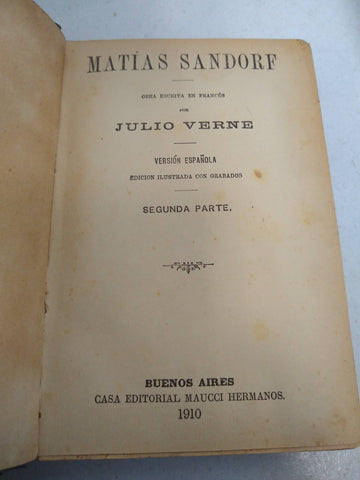 MATÍAS SANDORF
OBRA ESCRITA EN FRANCÉS
POR
JULIO VERNE
VERSIÓN ESPAÑOLA
EDICION ILUSTRADA CON GRABADOS
SEGUNDA PARTE.
BUENOS AIRES
CASA EDITORIAL MAUCCI HERMANOS.
1910